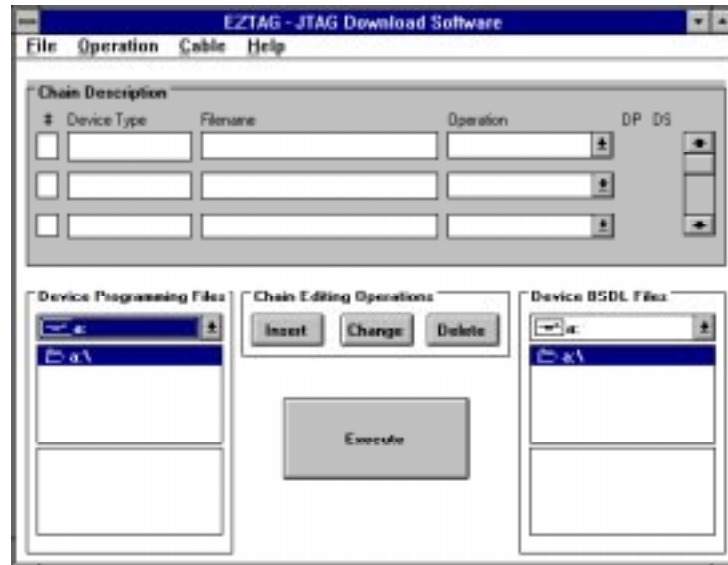 EZTAG - JTAG Download Software
File Operation Cable Help
Chain Description
# Device Type Filename Operation DP DS
Device Programming Files
a:
a:\
Chain Editing Operations
Insert Change Delete
Execute
Device BSDL Files
a:
a:\